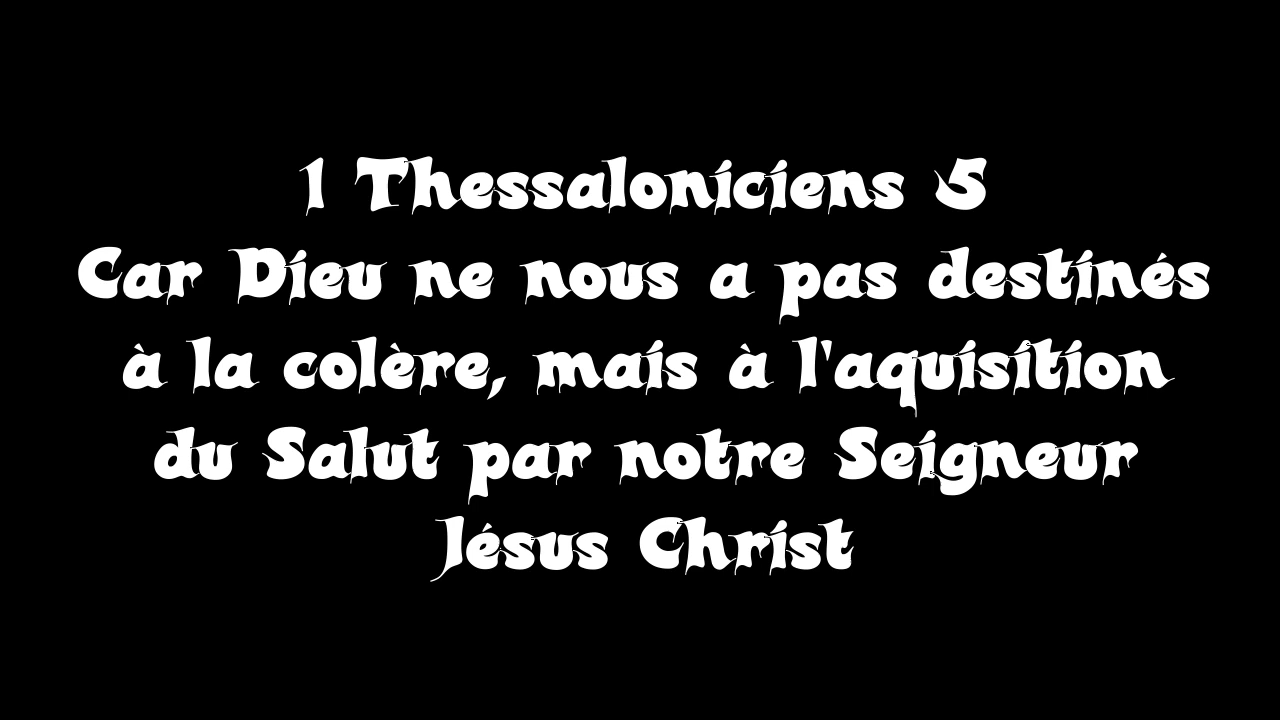 1 Thessaloniciens 5
Car Dieu ne nous a pas destinés
à la colère, mais à l'aquisition
du Salut par notre Seigneur
Jésus Christ